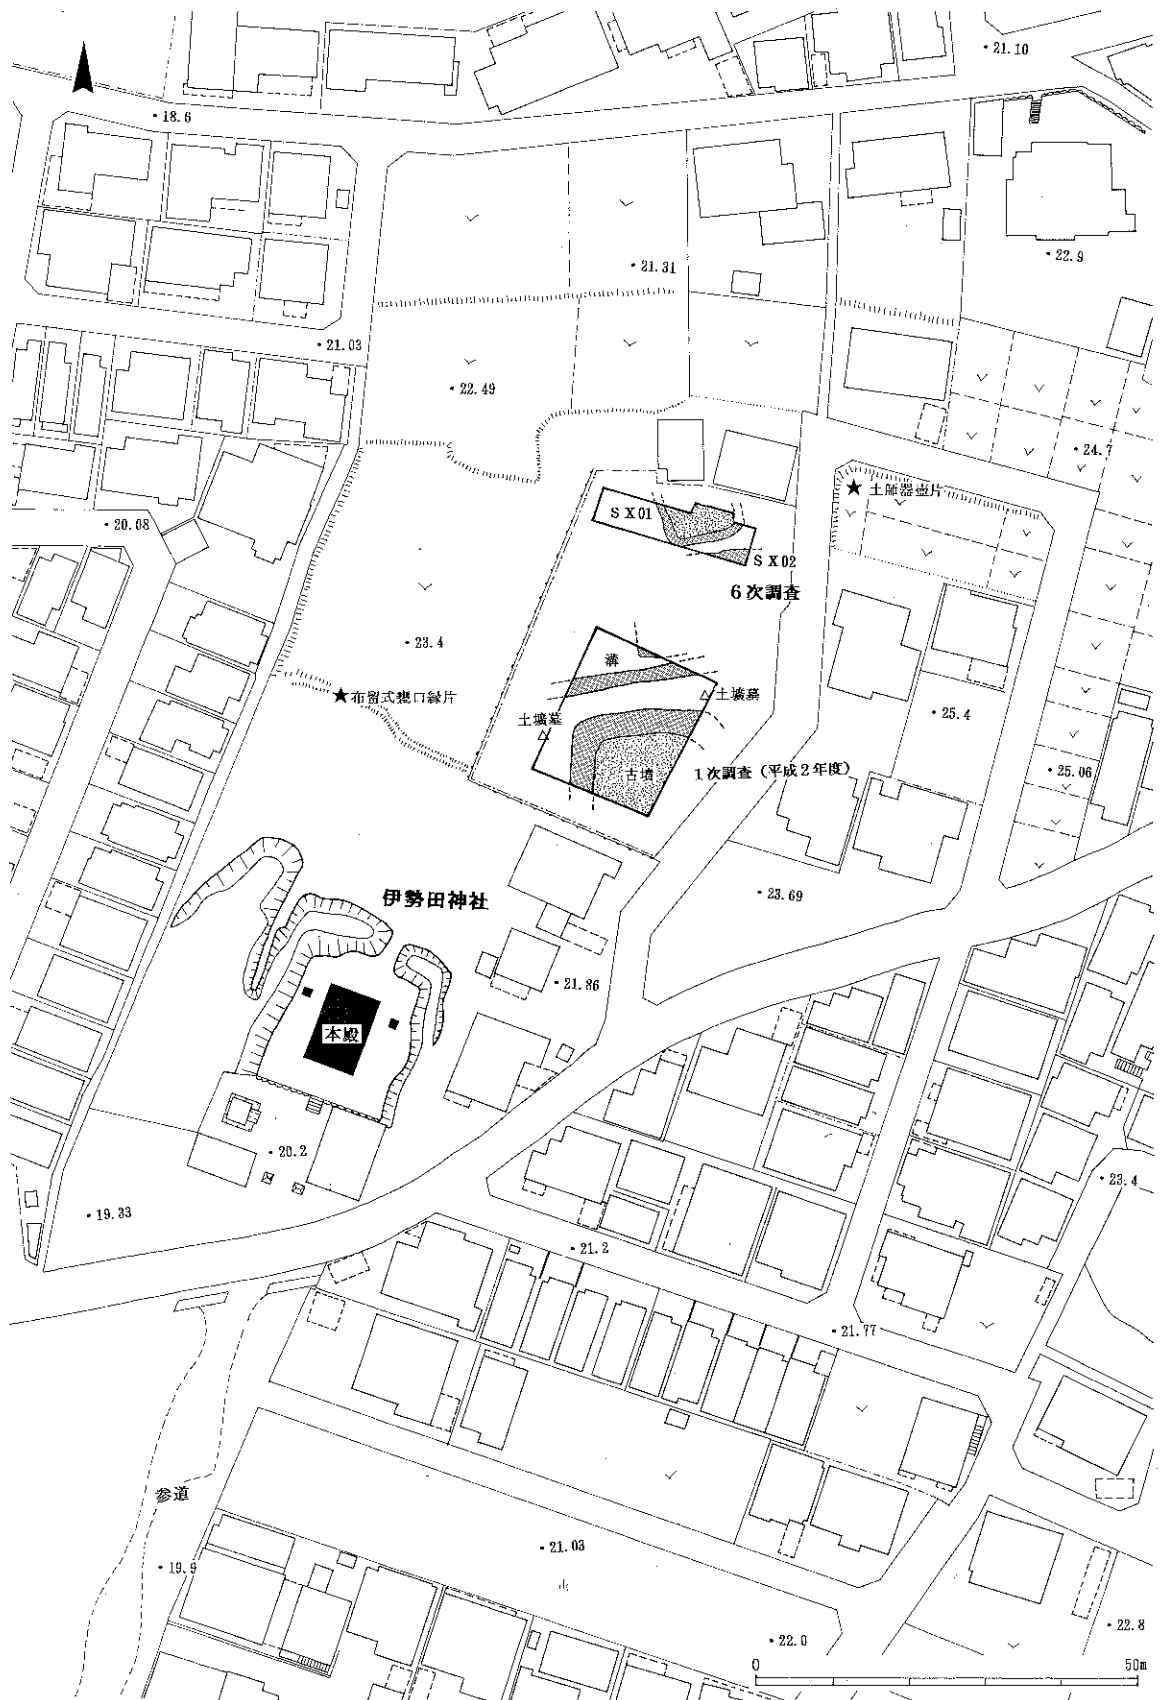 ・21.10
・18.6
・22.9
・21.31
・21.03
・22.49
・24.7
★土師器壺片
・20.08
SX01
SX02
6次調査
・23.4
溝
★布留式甕口縁片
土壙墓
△
△土壙墓
・25.4
古墳
1次調査（平成2年度）
・25.06
伊勢田神社
・23.69
・21.86
本殿
・20.2
・23.4
・19.33
・21.2
・21.77
参道
・21.03
・19.9
・22.0
・22.8
0
50m